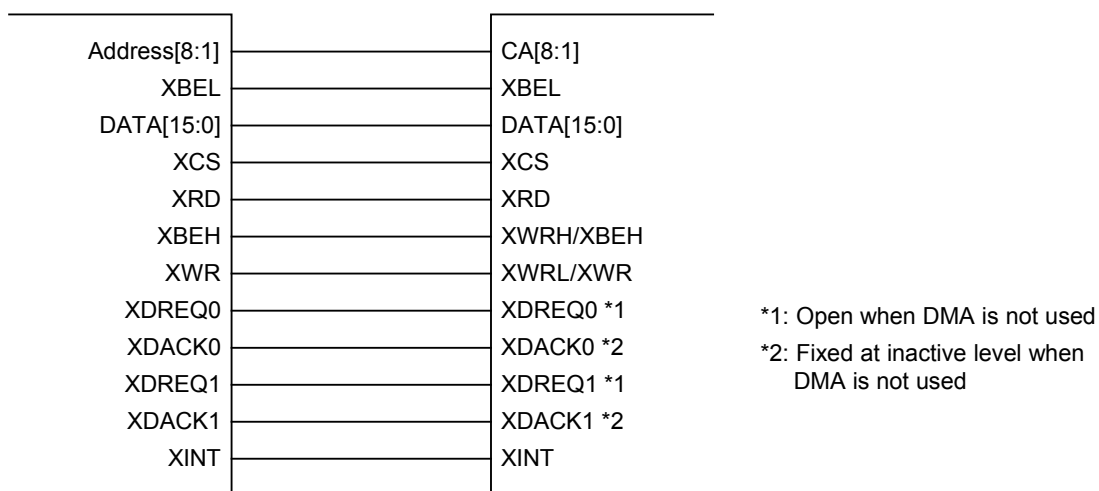 Address[8:1] CA[8:1]
XBEL XBEL
DATA[15:0] DATA[15:0]
XCS XCS
XRD XRD
XBEH XWRH/XBEH
XWR XWRL/XWR
XDREQ0 XDREQ0 *1
XDACK0 XDACK0 *2
XDREQ1 XDREQ1 *1
XDACK1 XDACK1 *2
XINT XINT
*1: Open when DMA is not used
*2: Fixed at inactive level when
DMA is not used